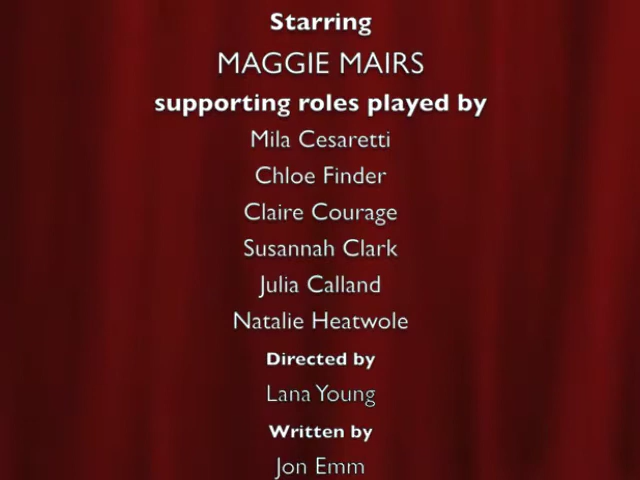 Starring
MAGGIE MAIRS
supporting roles played by
Mila Cesaretti
Chloe Finder
Claire Courage
Susannah Clark
Julia Calland
Natalie Heatwole
Directed by
Lana Young
Written by
Jon Emm